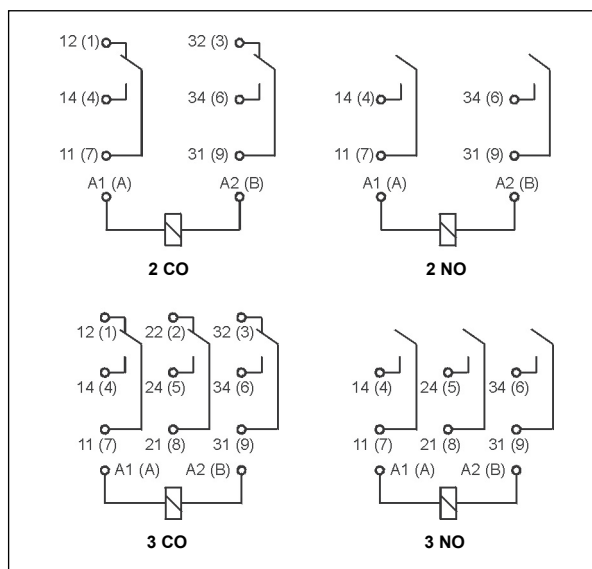 12 (1) 32 (3)
14 (4) 34 (6) 14 (4) 34 (6)
11 (7) 31 (9) 11 (7) 31 (9)
A1 (A) A2 (B) A1 (A) A2 (B)
2 CO 2 NO
12 (1) 22 (2) 32 (3)
14 (4) 24 (5) 34 (6) 14 (4) 24 (5) 34 (6)
11 (7) 21 (8) 31 (9) 11 (7) 21 (8) 31 (9)
A1 (A) A2 (B) A1 (A) A2 (B)
3 CO 3 NO